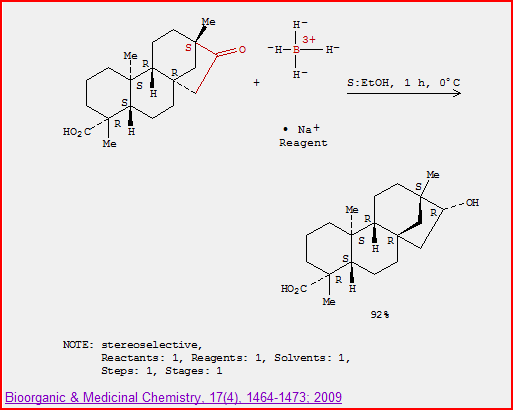 Me
H⁻
S
O
3+
H⁻ B H⁻
Me
R
S
R
H
+
H⁻
S:EtOH, 1 h, 0°C
S
HO₂C
R
H
Me
• Na⁺
Reagent
Me
S
Me
R
OH
R
S
R
H
S
HO₂C
R
H
Me
92%
NOTE: stereoselective,
Reactants: 1, Reagents: 1, Solvents: 1,
Steps: 1, Stages: 1
Bioorganic & Medicinal Chemistry, 17(4), 1464-1473; 2009